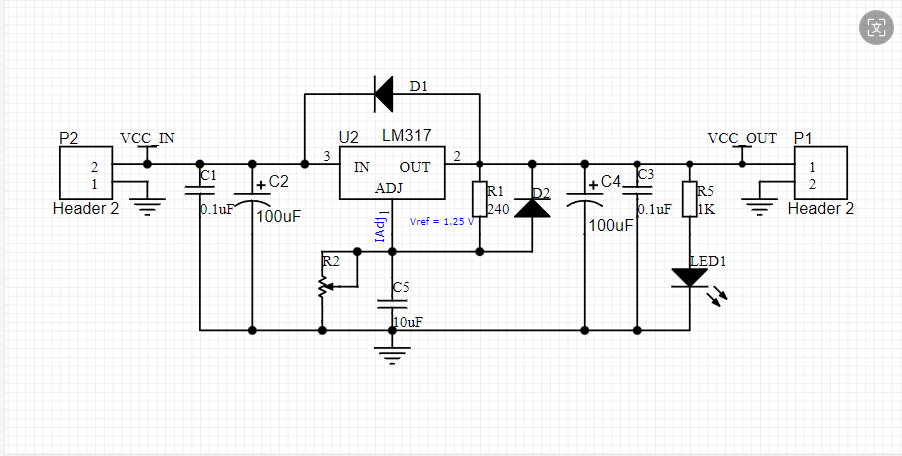 D1
P2
VCC_IN
U2
LM317
VCC_OUT
P1
3
IN
OUT
2
ADJ
2
1
Header 2
C1
0.1uF
+
C2
100uF
IAdj
1
Vref = 1.25 V
R1
240
D2
+
C4
100uF
C3
0.1uF
R5
1K
1
2
Header 2
R2
C5
10uF
LED1
文